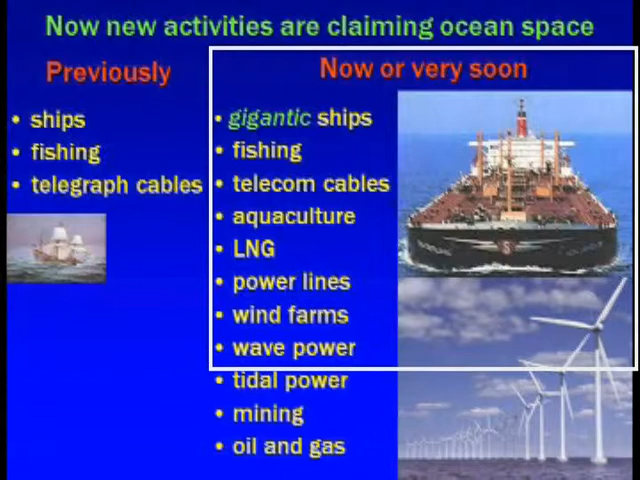 Now new activities are claiming ocean space
Previously
• ships
• fishing
• telegraph cables
Now or very soon
• gigantic ships
• fishing
• telecom cables
• aquaculture
• LNG
• power lines
• wind farms
• wave power
• tidal power
• mining
• oil and gas
S